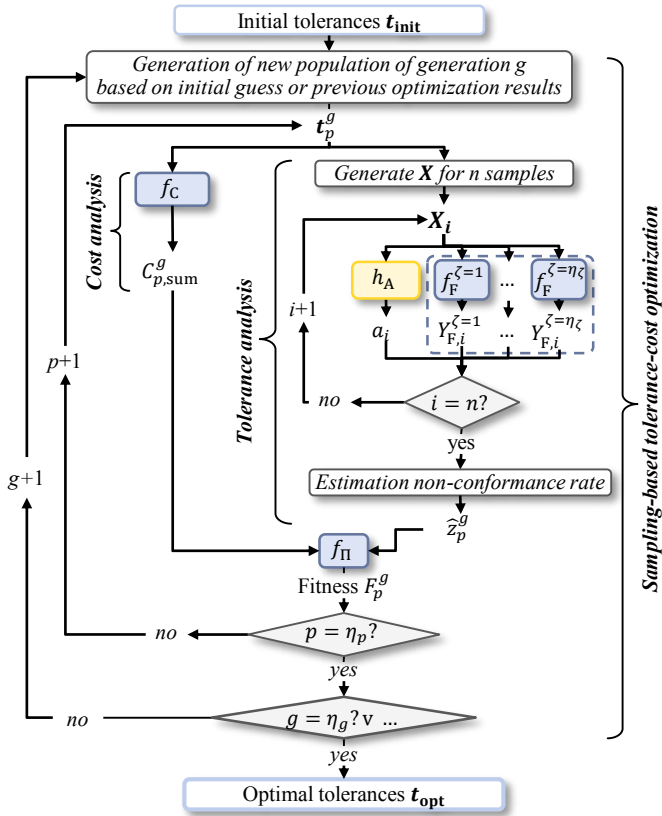 Initial tolerances t_init
Generation of new population of generation g
based on initial guess or previous optimization results
t_p^g
f_C
Generate X for n samples
Cost analysis
X_i
h_A
f_F^{ζ=1}
...
f_F^{ζ=η_ζ}
C_{p,sum}^g
i+1
a_i
Y_{F,i}^{ζ=1}
...
Y_{F,i}^{ζ=η_ζ}
p+1
Tolerance analysis
no
i = n?
yes
g+1
Estimation non-conformance rate
ẑ_p^g
f_Π
Fitness F_p^g
no
p = η_p?
yes
no
g = η_g? v ...
yes
Optimal tolerances t_opt
Sampling-based tolerance-cost optimization